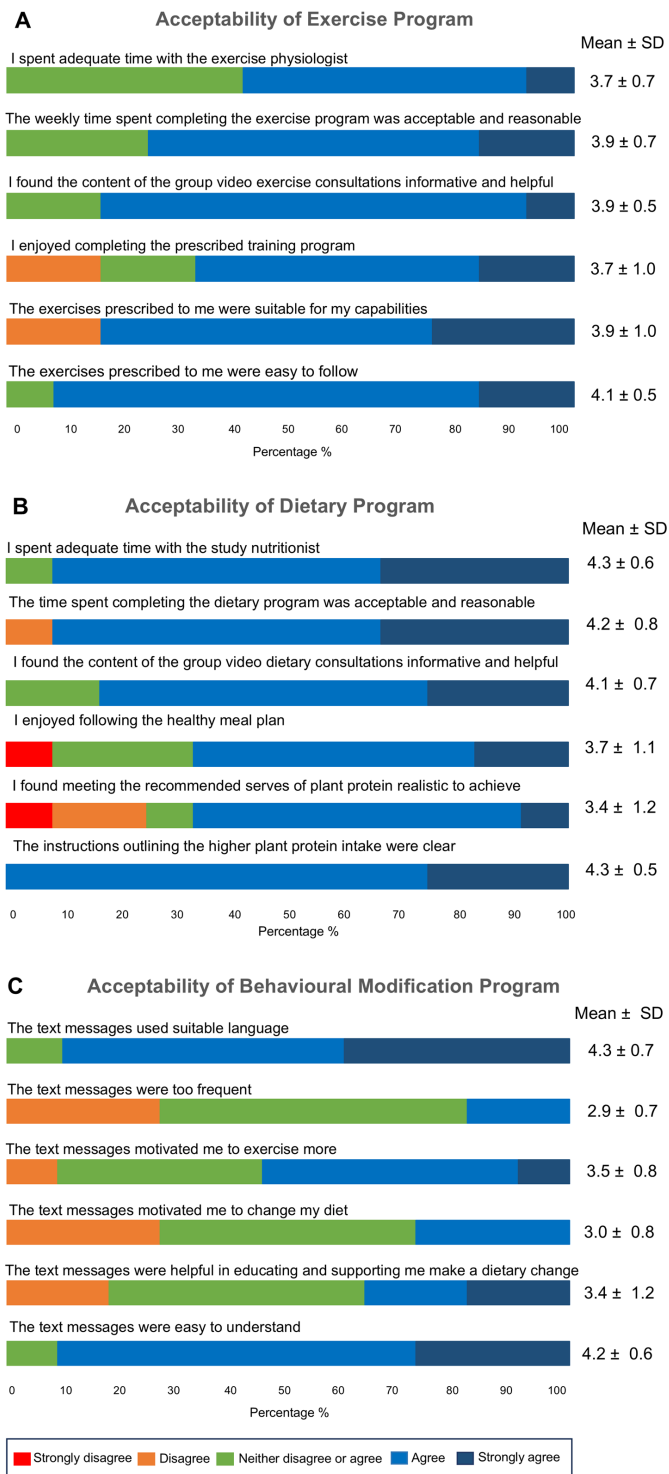 A Acceptability of Exercise Program
Mean ± SD
I spent adequate time with the exercise physiologist
3.7 ± 0.7
The weekly time spent completing the exercise program was acceptable and reasonable
3.9 ± 0.7
I found the content of the group video exercise consultations informative and helpful
3.9 ± 0.5
I enjoyed completing the prescribed training program
3.7 ± 1.0
The exercises prescribed to me were suitable for my capabilities
3.9 ± 1.0
The exercises prescribed to me were easy to follow
4.1 ± 0.5
0 10 20 30 40 50 60 70 80 90 100
Percentage %
B Acceptability of Dietary Program
Mean ± SD
I spent adequate time with the study nutritionist
4.3 ± 0.6
The time spent completing the dietary program was acceptable and reasonable
4.2 ± 0.8
I found the content of the group video dietary consultations informative and helpful
4.1 ± 0.7
I enjoyed following the healthy meal plan
3.7 ± 1.1
I found meeting the recommended serves of plant protein realistic to achieve
3.4 ± 1.2
The instructions outlining the higher plant protein intake were clear
4.3 ± 0.5
0 10 20 30 40 50 60 70 80 90 100
Percentage %
C Acceptability of Behavioural Modification Program
Mean ± SD
The text messages used suitable language
4.3 ± 0.7
The text messages were too frequent
2.9 ± 0.7
The text messages motivated me to exercise more
3.5 ± 0.8
The text messages motivated me to change my diet
3.0 ± 0.8
The text messages were helpful in educating and supporting me make a dietary change
3.4 ± 1.2
The text messages were easy to understand
4.2 ± 0.6
0 10 20 30 40 50 60 70 80 90 100
Percentage %
Strongly disagree Disagree Neither disagree or agree Agree Strongly agree